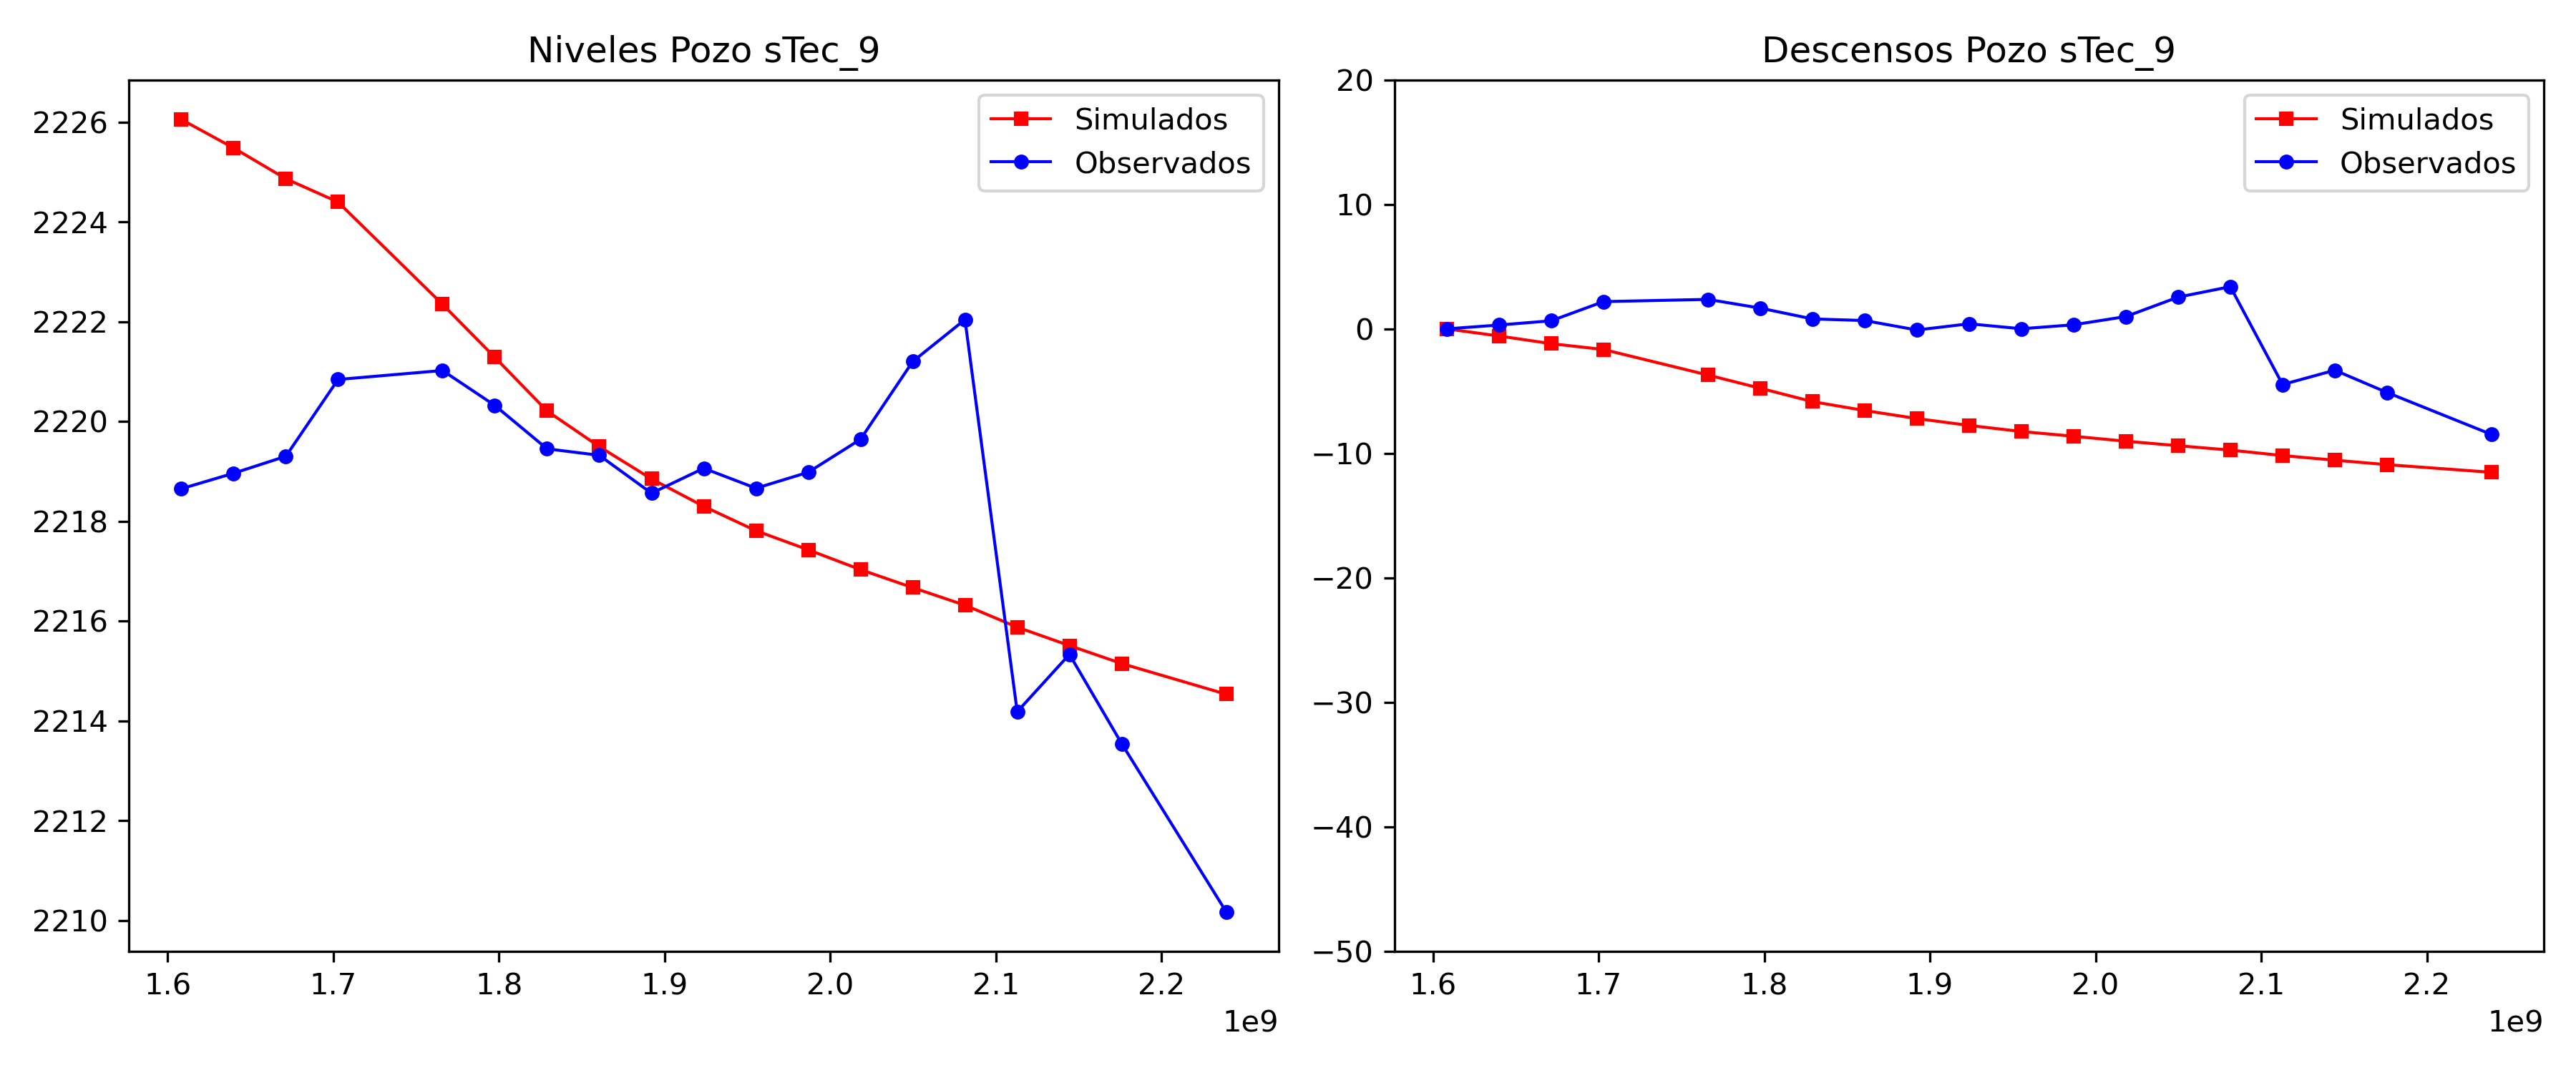 Niveles Pozo sTec_9
Simulados
Observados
2226
2224
2222
2220
2218
2216
2214
2212
2210
1.6 1.7 1.8 1.9 2.0 2.1 2.2
1e9
Descensos Pozo sTec_9
Simulados
Observados
20
10
0
−10
−20
−30
−40
−50
1.6 1.7 1.8 1.9 2.0 2.1 2.2
1e9